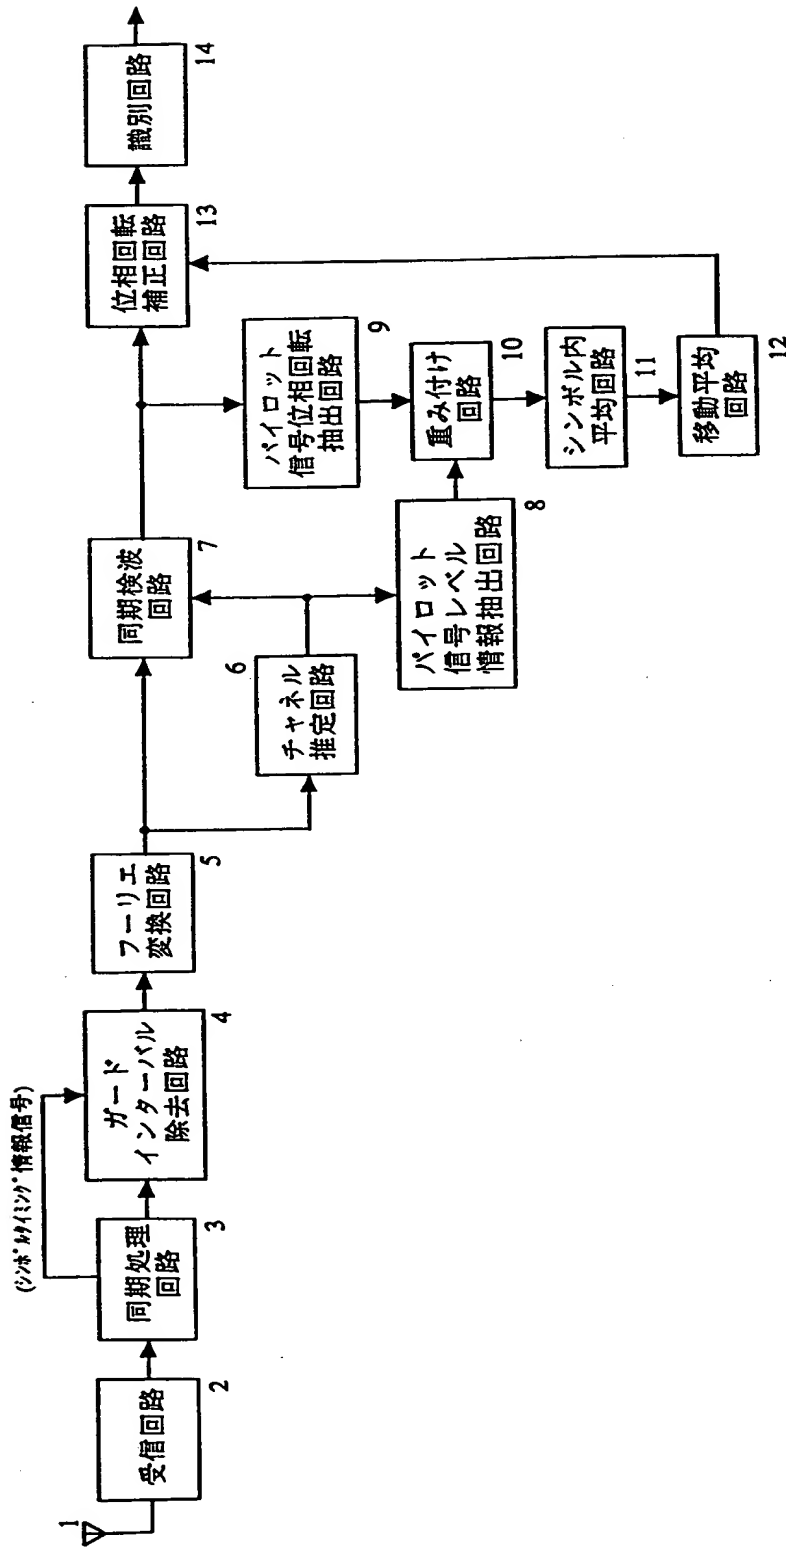 1
受信回路
2
同期処理
回路
3
(シンボルタイミング情報信号)
ガード
インターバル
除去回路
4
フーリエ
変換回路
5
チャネル
推定回路
6
同期検波
回路
7
パイロット
信号レベル
情報抽出回路
8
パイロット
信号位相回転
抽出回路
9
重み付け
回路
10
シンボル内
平均回路
11
移動平均
回路
12
位相回転
補正回路
13
識別回路
14